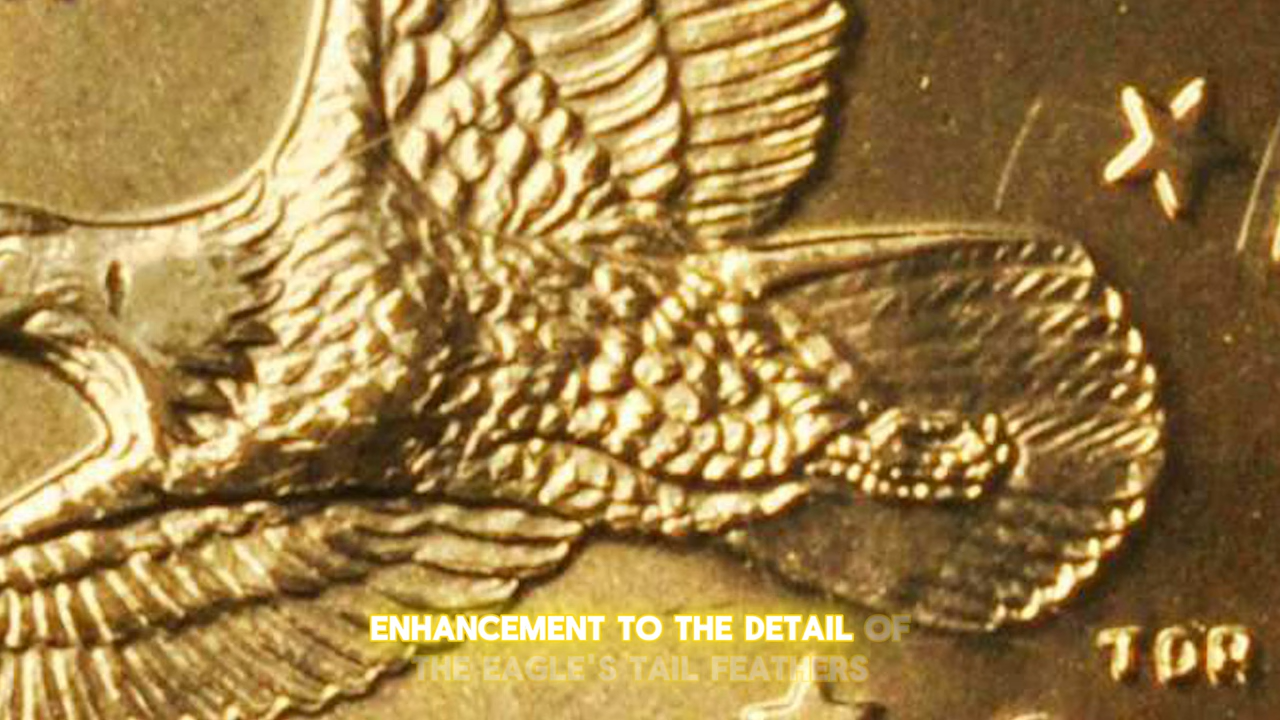 ENHANCEMENT TO THE DETAIL OF
THE EAGLE'S TAIL FEATHERS
TDR